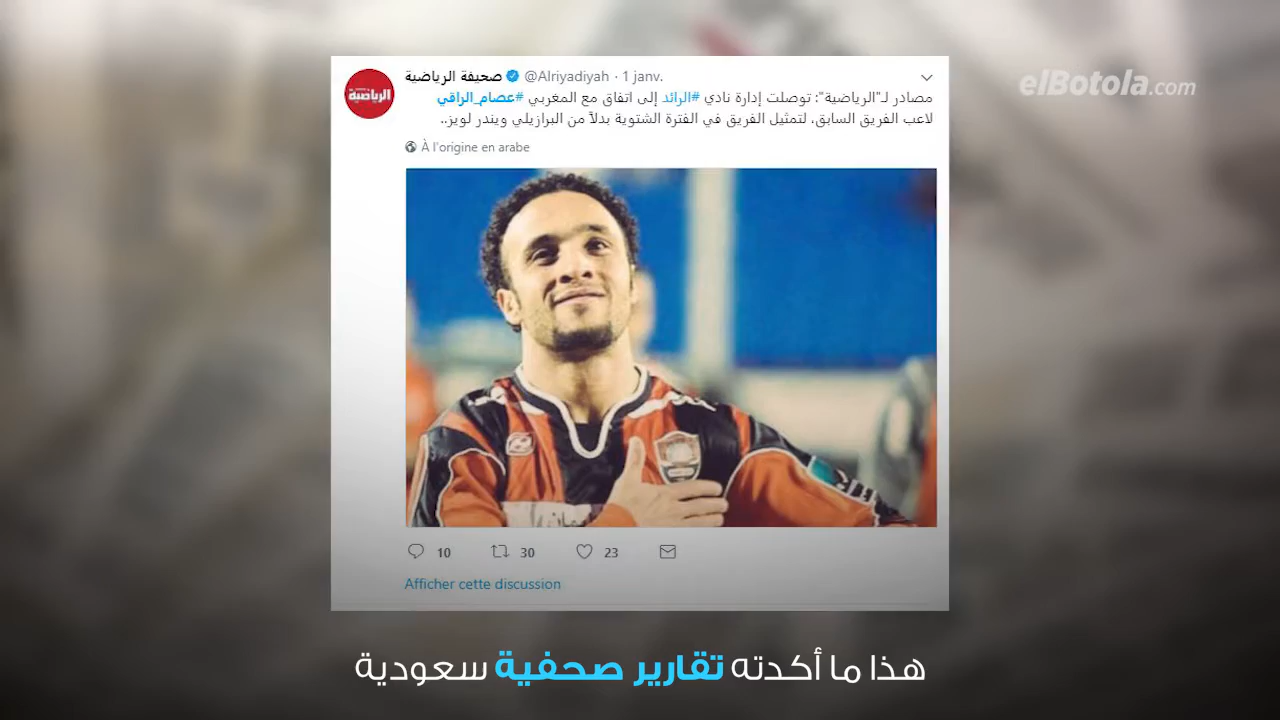 elBotola.com
الرياضية
صحيفة الرياضية @Alriyadiyah · 1 janv.
مصادر لـ"الرياضية": توصلت إدارة نادي #الرائد إلى اتفاق مع المغربي #عصام_الراقي
لاعب الفريق السابق، لتمثيل الفريق في الفترة الشتوية بدلاً من البرازيلي ويندر لويز..
À l'origine en arabe
10 30 23
Afficher cette discussion
هذا ما أكدته تقارير صحفية سعودية